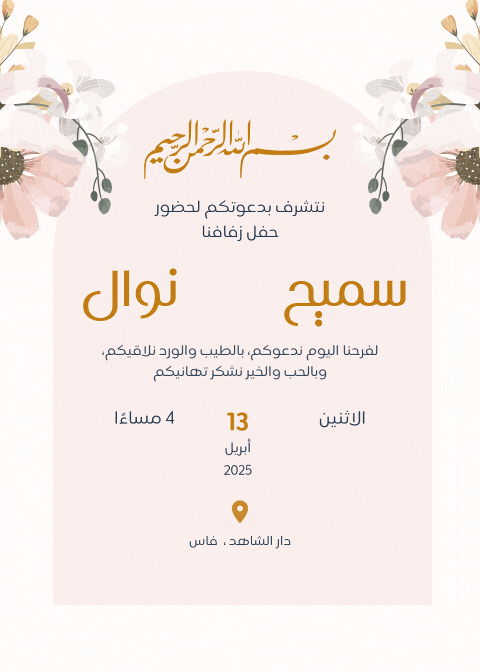 بسم الله الرحمن الرحيم
نتشرف بدعوتكم لحضور
حفل زفافنا
سميح نوال
لفرحنا اليوم ندعوكم، بالطيب والورد نلاقيكم،
وبالحب والخير نشكر تهانيكم
الاثنين 13 4 مساءًا
أبريل
2025
دار الشاهد ، فاس